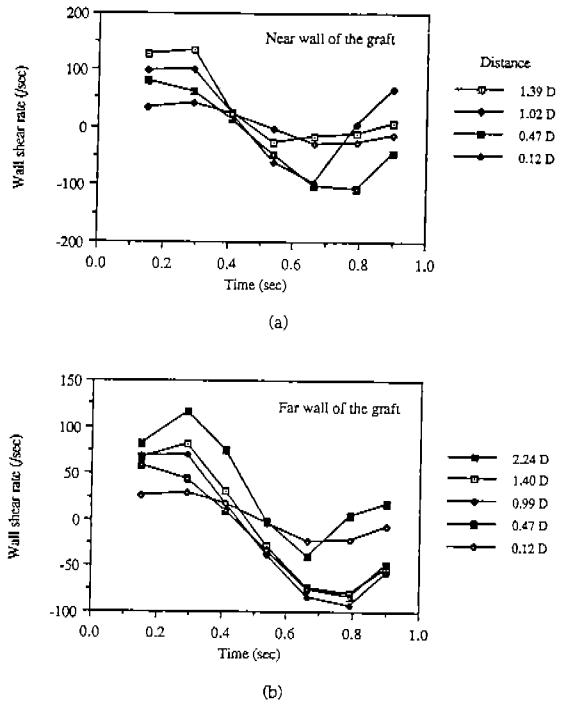 200
100
0
-100
-200
Wall shear rate (/sec)
Near wall of the graft
0.0 0.2 0.4 0.6 0.8 1.0
Time (sec)
Distance
1.39 D
1.02 D
0.47 D
0.12 D
(a)
150
100
50
0
-50
-100
Wall shear rate (/sec)
Far wall of the graft
0.0 0.2 0.4 0.6 0.8 1.0
Time (sec)
2.24 D
1.40 D
0.99 D
0.47 D
0.12 D
(b)